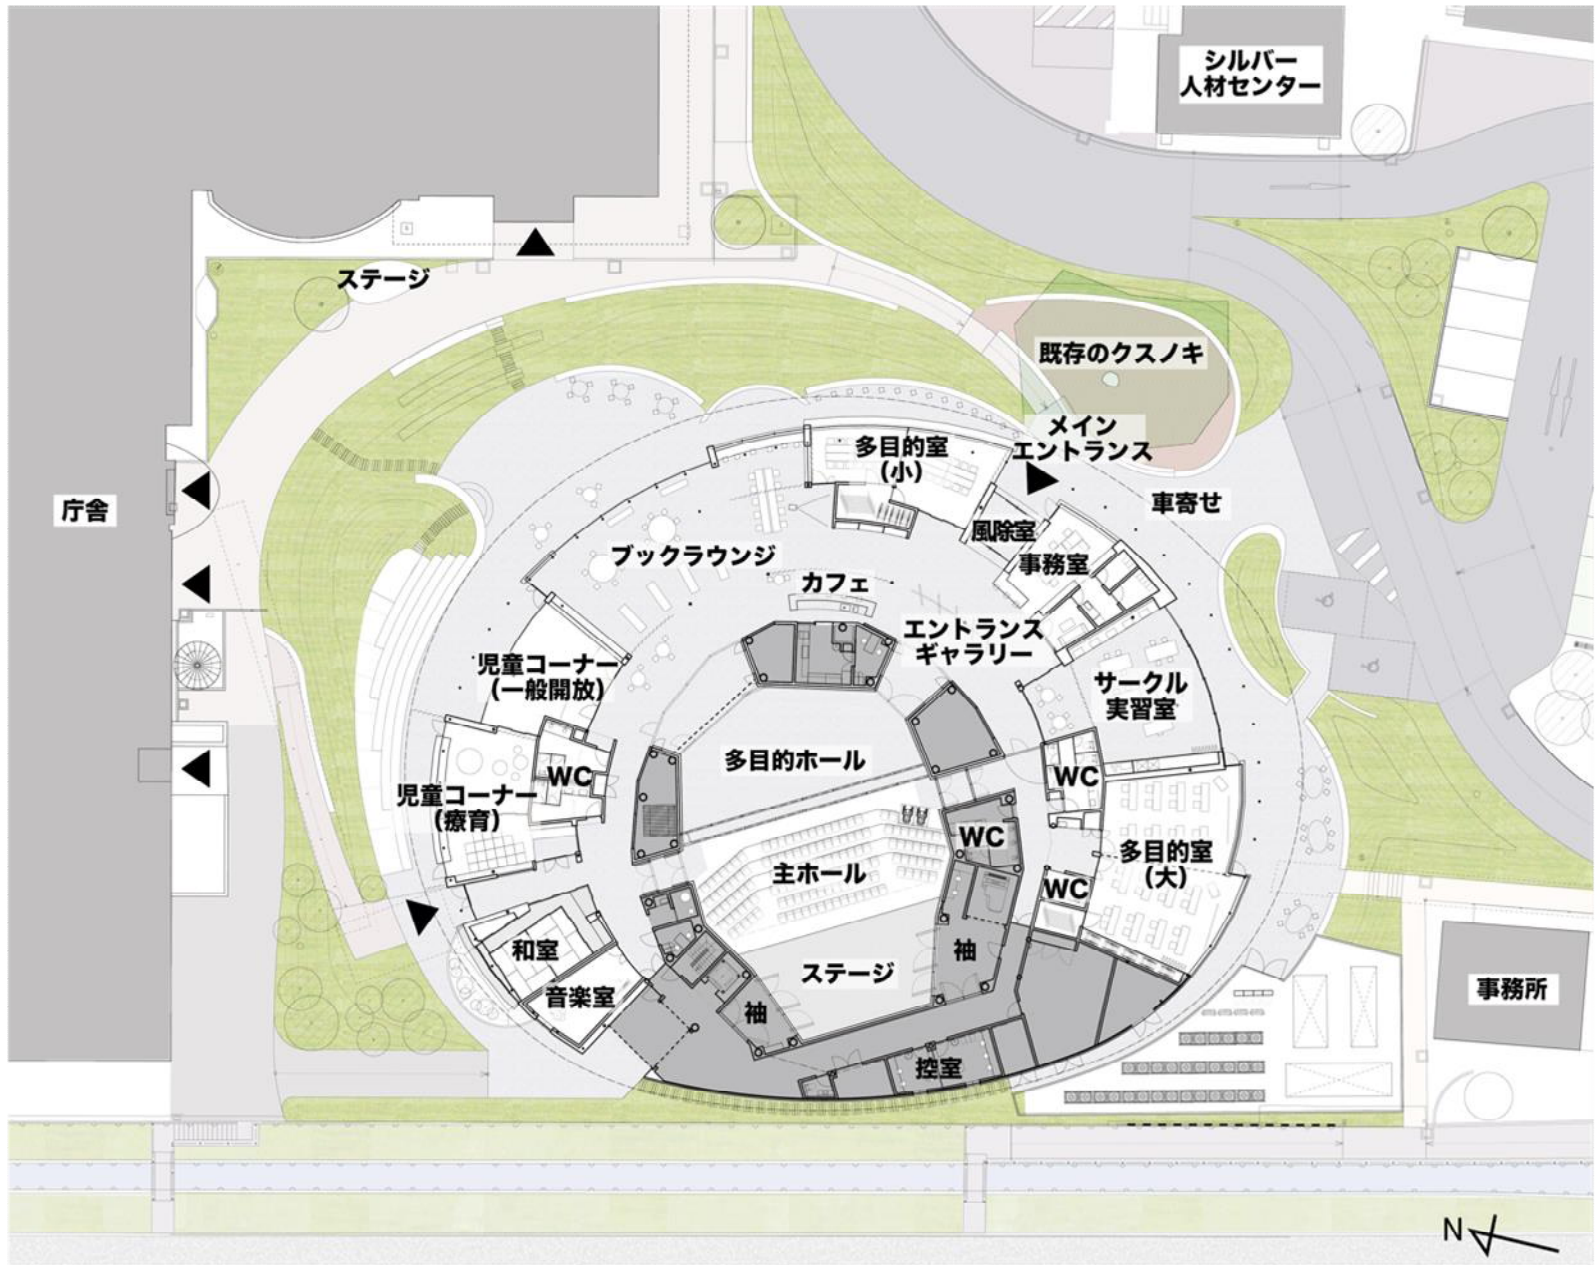 シルバー
人材センター
ステージ
既存のクスノキ
メイン
エントランス
多目的室
(小)
庁舎
車寄せ
風除室
ブックラウンジ
事務室
カフェ
エントランス
ギャラリー
児童コーナー
(一般開放)
サークル
実習室
多目的ホール
WC
WC
児童コーナー
(療育)
WC
主ホール
多目的室
(大)
WC
和室
袖
ステージ
音楽室
事務所
袖
控室
N